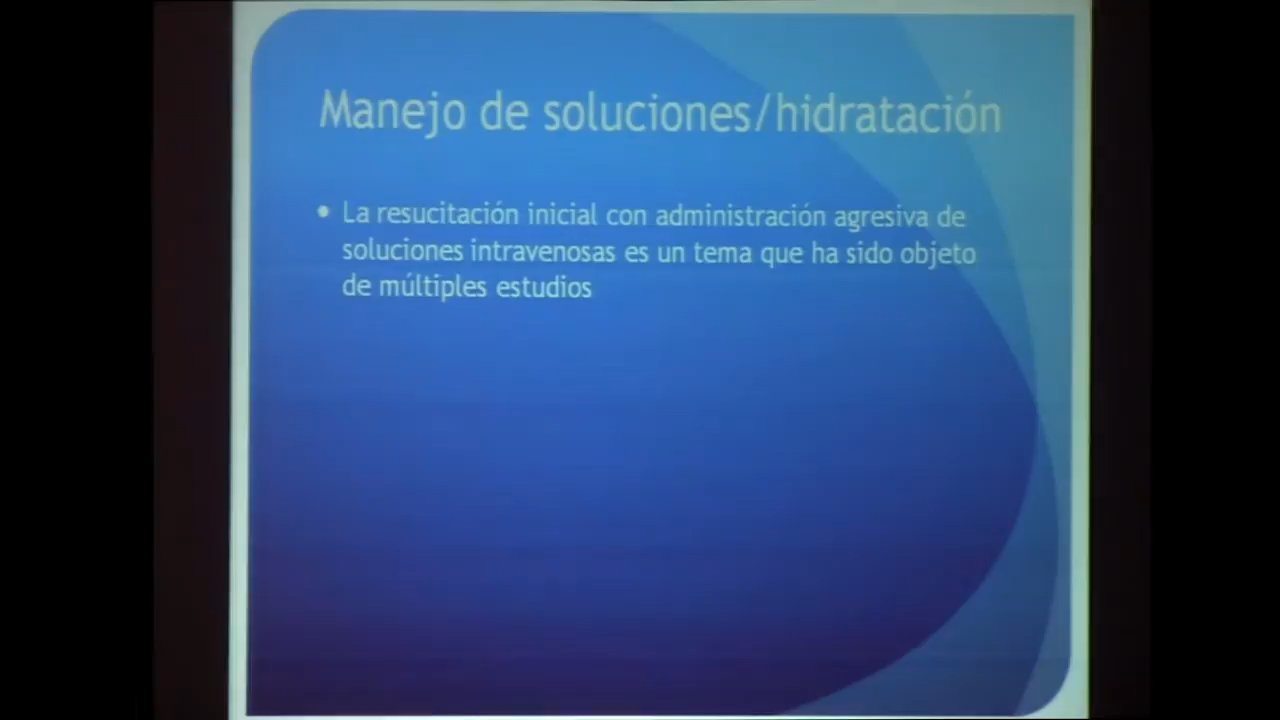 Manejo de soluciones/hidratación
• La resucitación inicial con administración agresiva de
soluciones intravenosas es un tema que ha sido objeto
de múltiples estudios